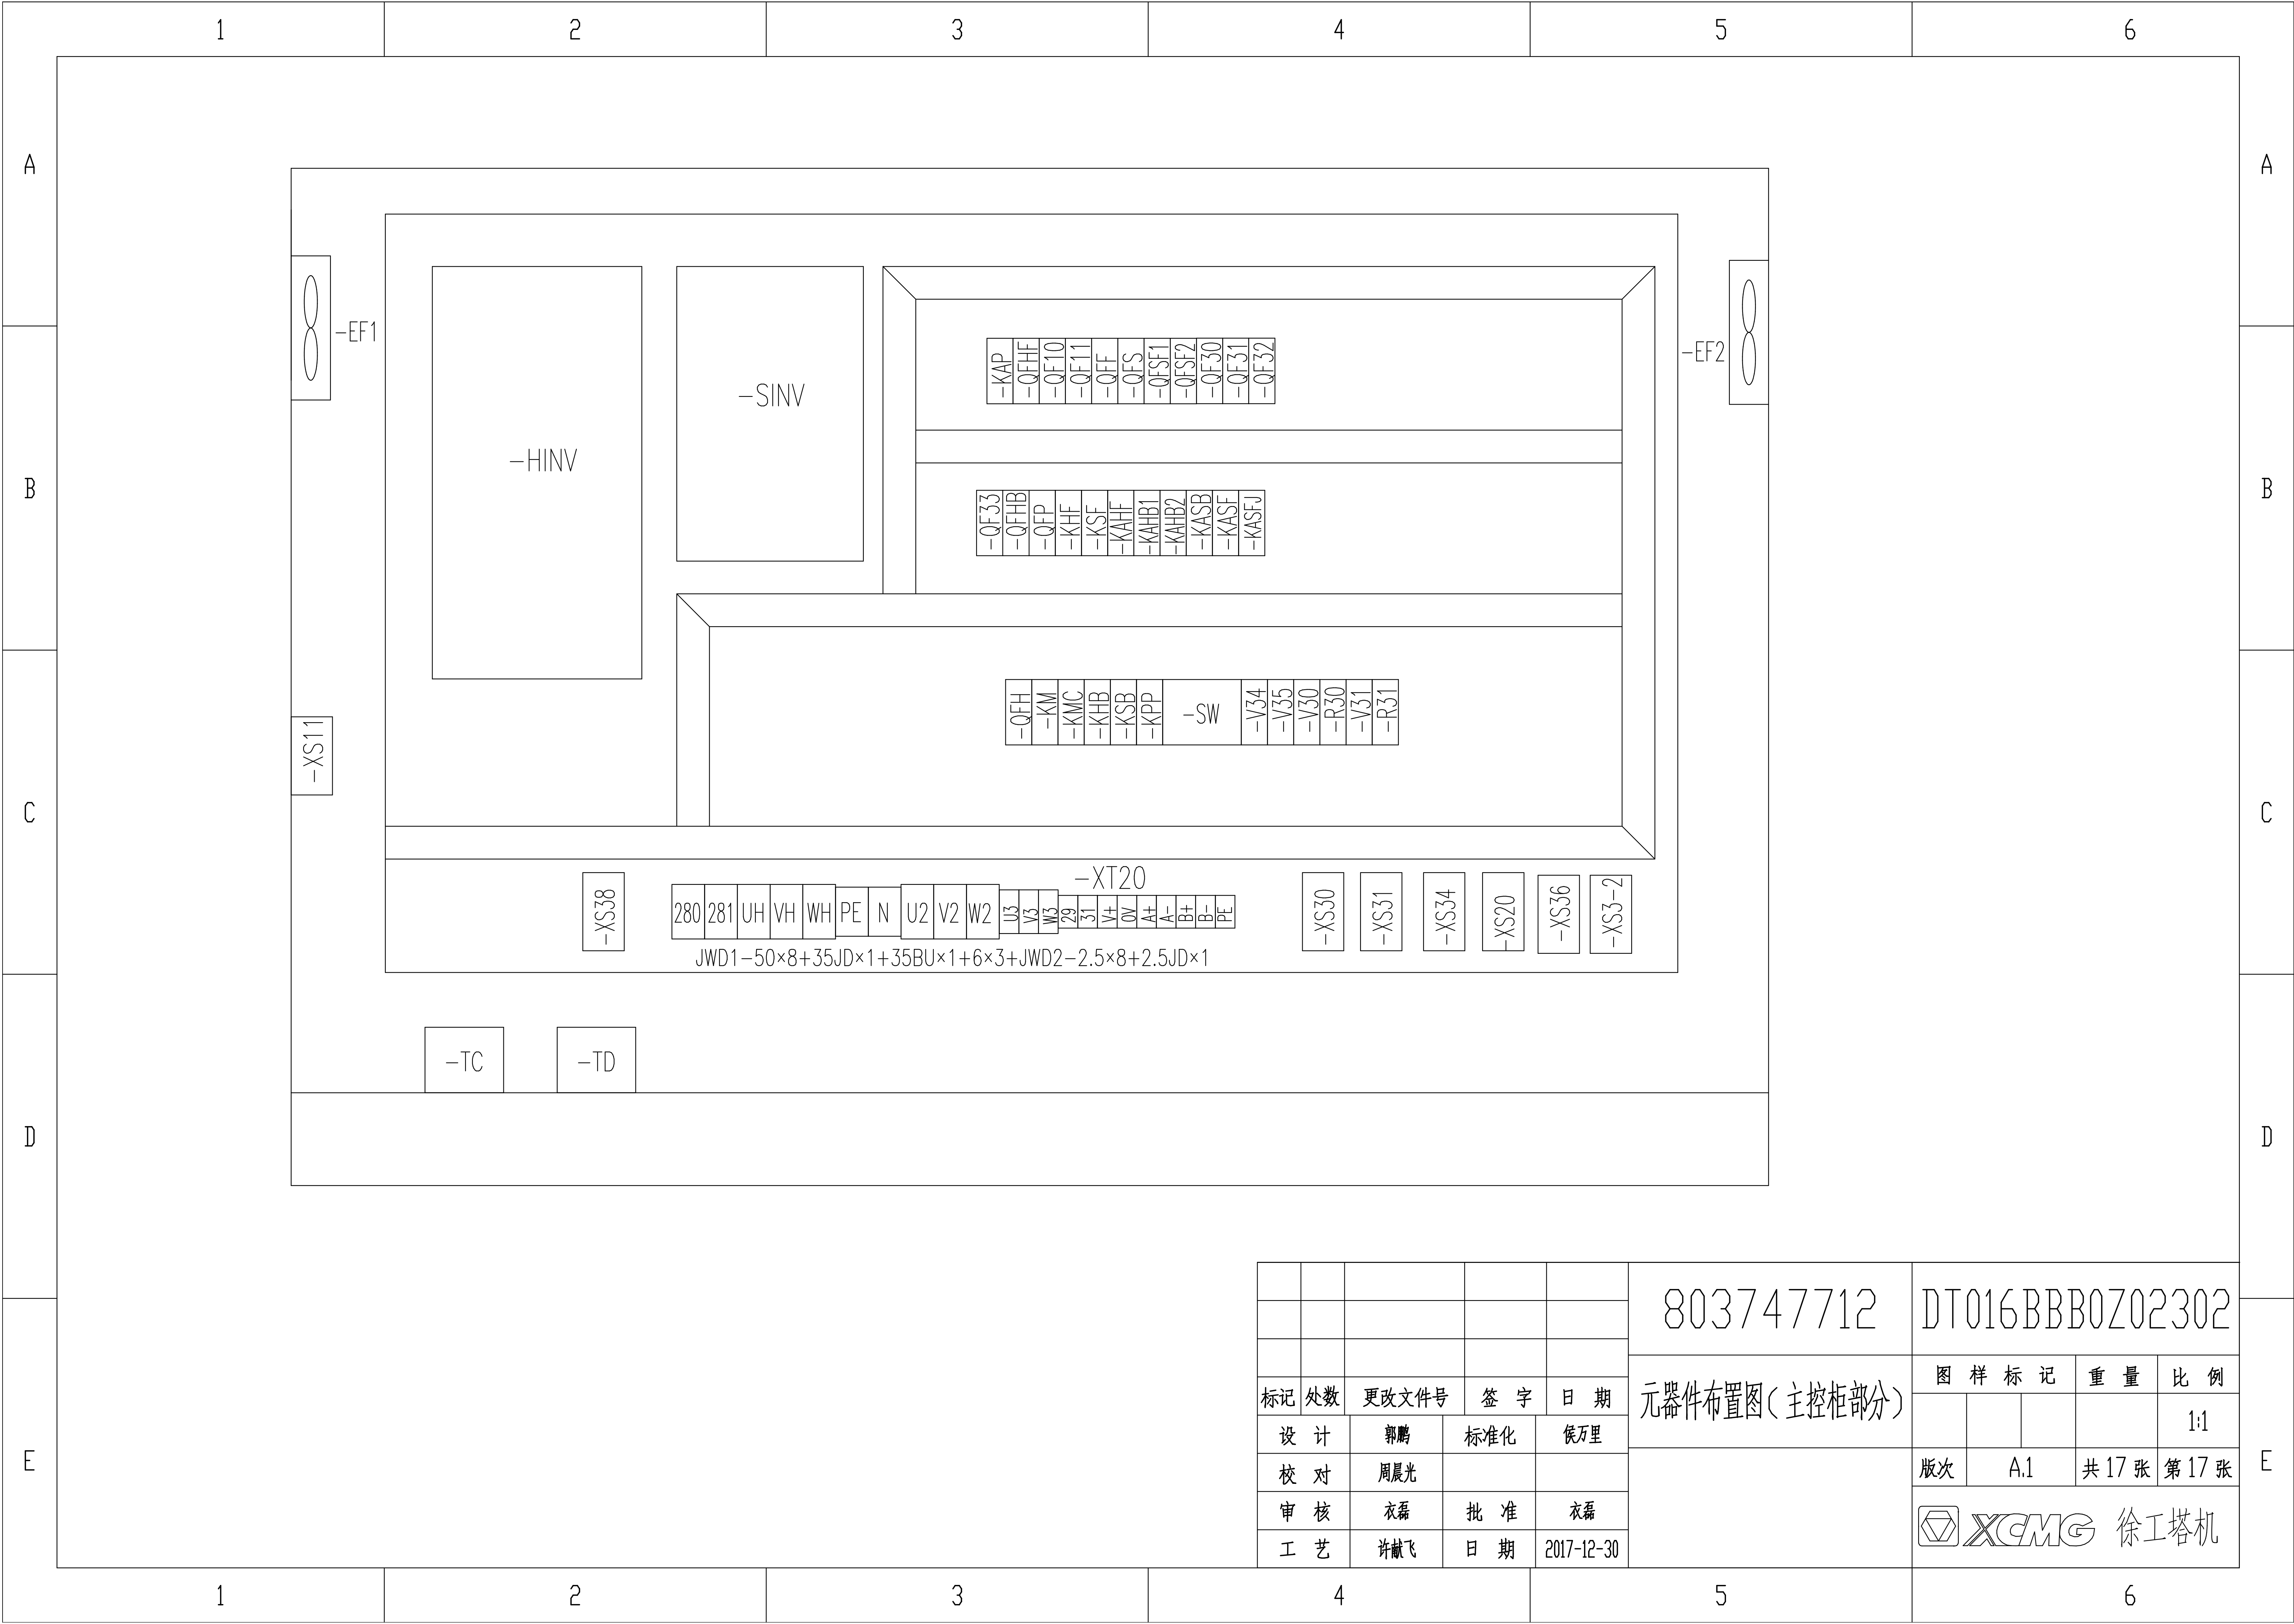 1 2 3 4 5 6
A A
-EF1
-EF2
-KAP -QFHF -QF10 -QF11 -QFF -QFS -QFSF1 -QFSF2 -QF30 -QF31 -QF32
-SINV
-HINV
B B
-QF33 -QFHB -QFP -KHF -KSF -KAHF -KAHB1 -KAHB2 -KASB -KASF -KASFJ
-QFH -KM -KMC -KHB -KSB -KPP -SW -V34 -V35 -V30 -R30 -V31 -R31
-XS11
C C
-XT20
-XS38 280 281 UH VH WH PE N U2 V2 W2 U3 V3 W3 29 31 V+ 0V A+ A- B+ B- PE -XS30 -XS31 -XS34 -XS20 -XS36 -XS3-2
JWD1-50×8+35JD×1+35BU×1+6×3+JWD2-2.5×8+2.5JD×1
-TC -TD
D D
803747712 DT016BBB0Z02302
图样标记 重量 比例
标记 处数 更改文件号 签字 日期 元器件布置图(主控柜部分)
1:1
设计 郭鹏 标准化 侯万里
E E
校对 周晨光 版次 A.1 共17张 第17张
审核 衣磊 批准 衣磊
工艺 许献飞 日期 2017-12-30
XCMG 徐工塔机
1 2 3 4 5 6